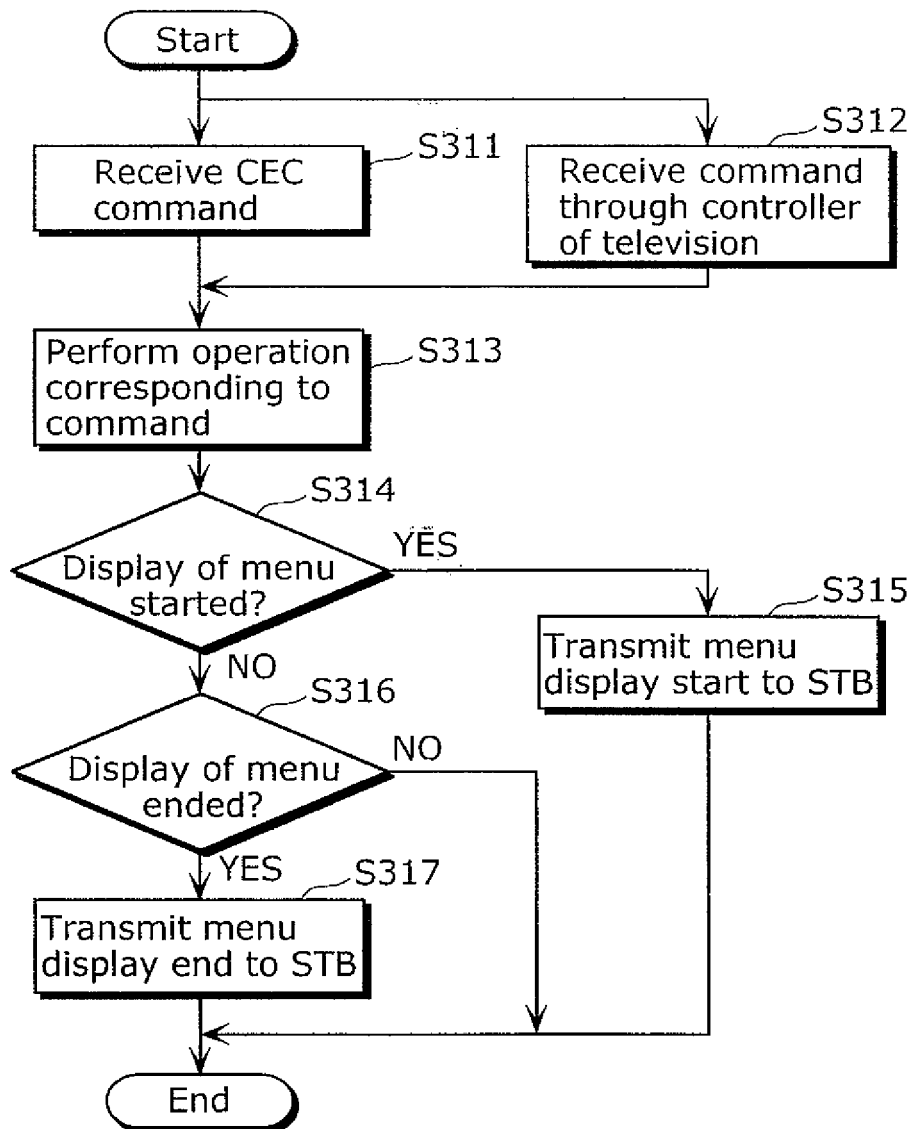 Start
S311
Receive CEC
command
S312
Receive command
through controller
of television
S313
Perform operation
corresponding to
command
S314
Display of menu
started?
YES
NO
S315
Transmit menu
display start to STB
S316
Display of menu
ended?
NO
YES
S317
Transmit menu
display end to STB
End